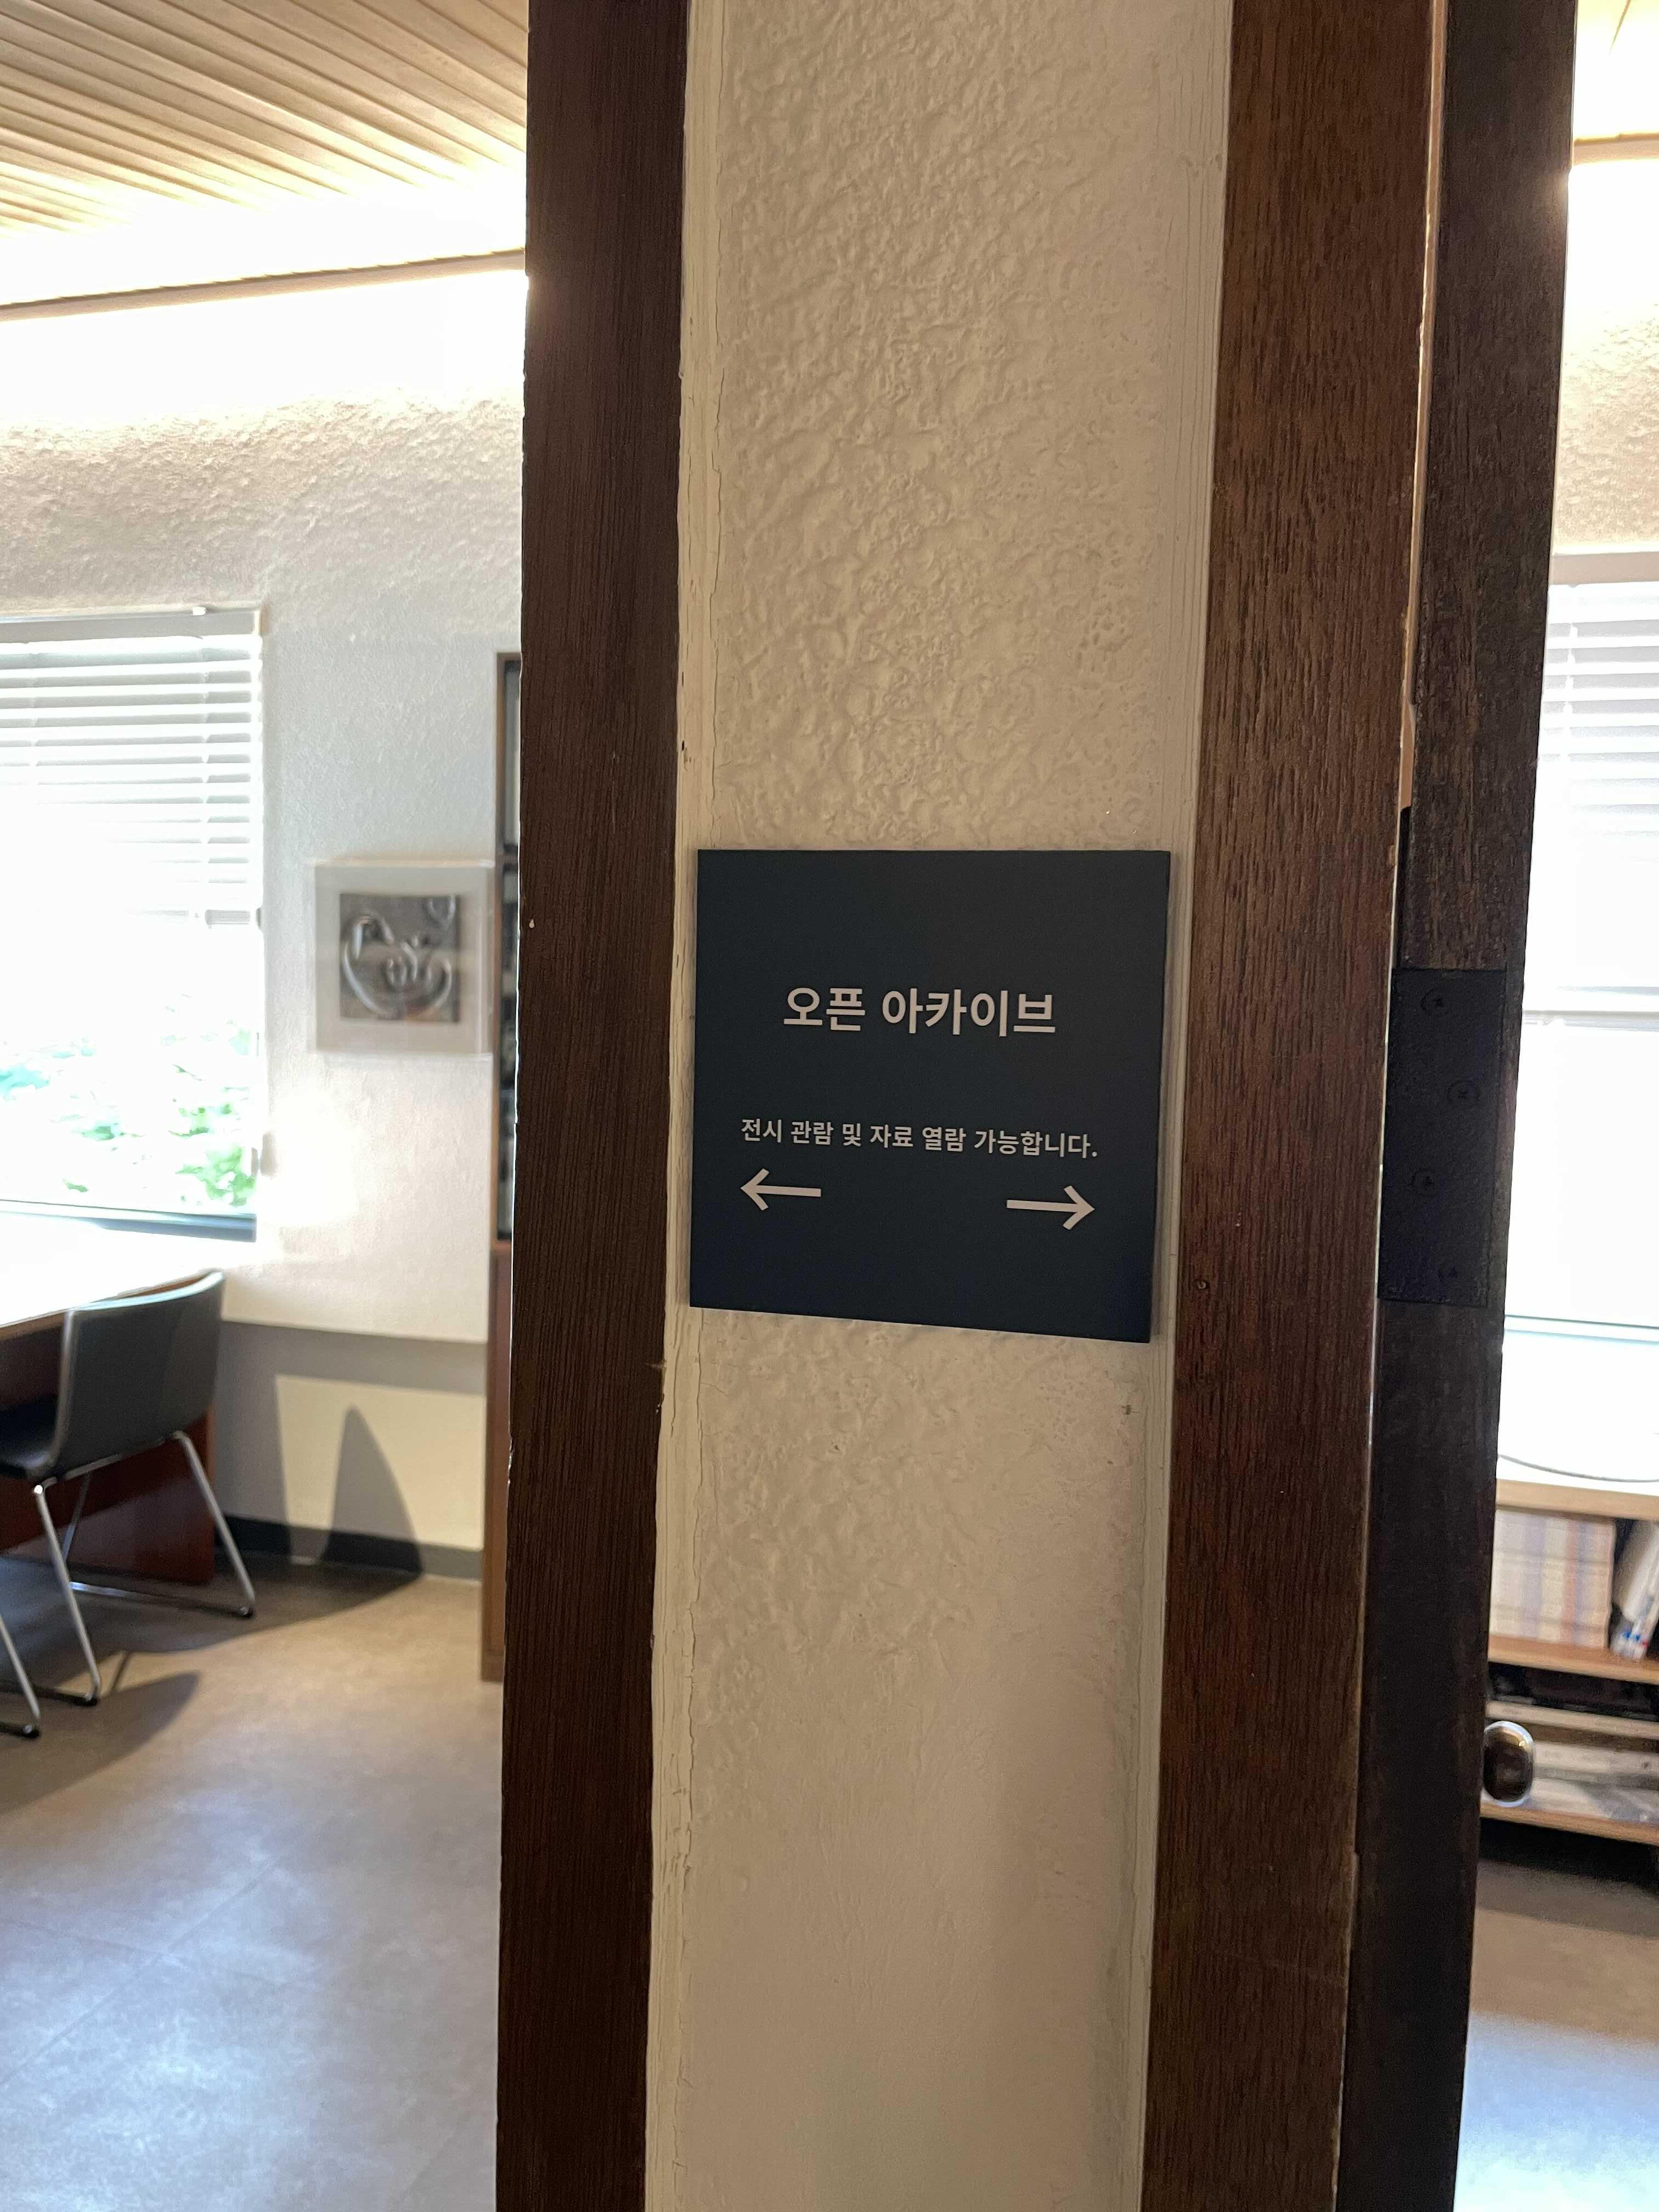 오픈 아카이브
전시 관람 및 자료 열람 가능합니다.
← →